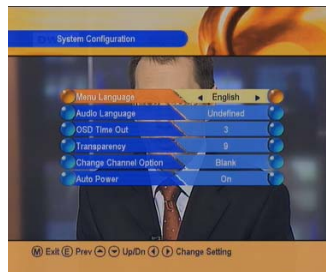 System Configuration
Menu Language English
Audio Language Undefined
OSD Time Out 3
Transparency 9
Change Channel Option Blank
Auto Power On
(M) Exit (E) Prev Up/Dn Change Setting